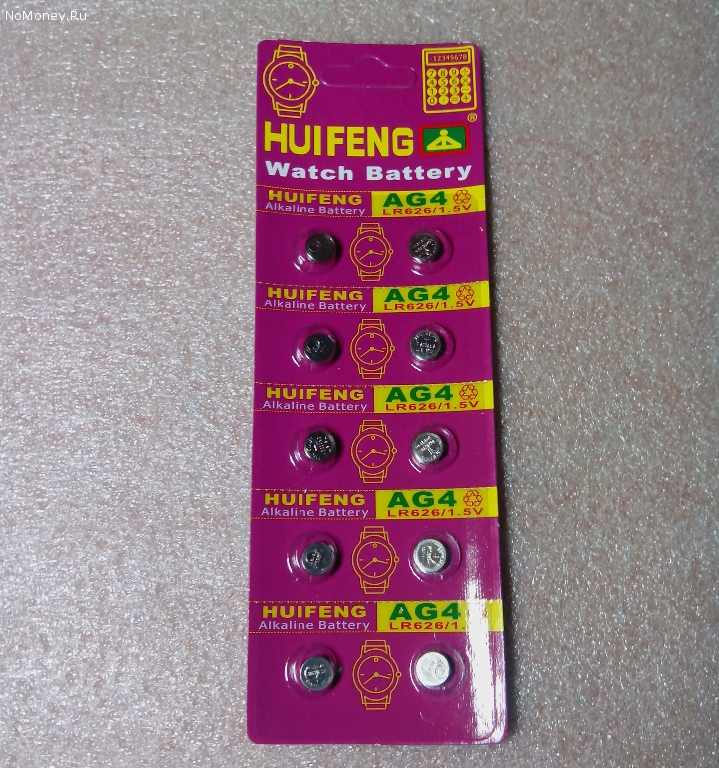 NoMoney.Ru
12345678
HUIFENG
®
Watch Battery
HUIFENG AG4
Alkaline Battery LR626/1.5V
HUIFENG AG4
Alkaline Battery LR626/1.5V
HUIFENG AG4
Alkaline Battery LR626/1.5V
HUIFENG AG4
Alkaline Battery LR626/1.5V
HUIFENG AG4
Alkaline Battery LR626/1.